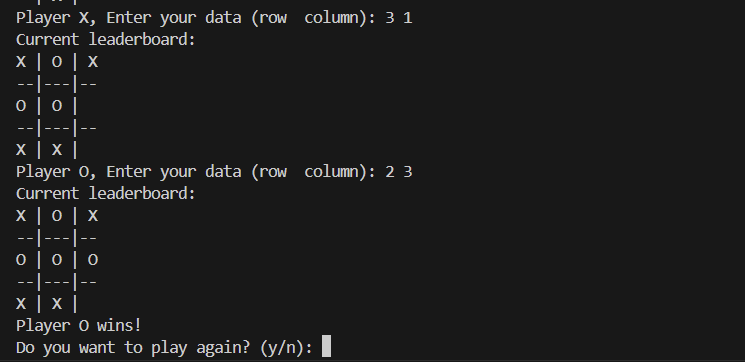 Player X, Enter your data (row  column): 3 1
Current leaderboard:
X | O | X
--|---|--
O | O |
--|---|--
X | X |
Player O, Enter your data (row  column): 2 3
Current leaderboard:
X | O | X
--|---|--
O | O | O
--|---|--
X | X |
Player O wins!
Do you want to play again? (y/n):